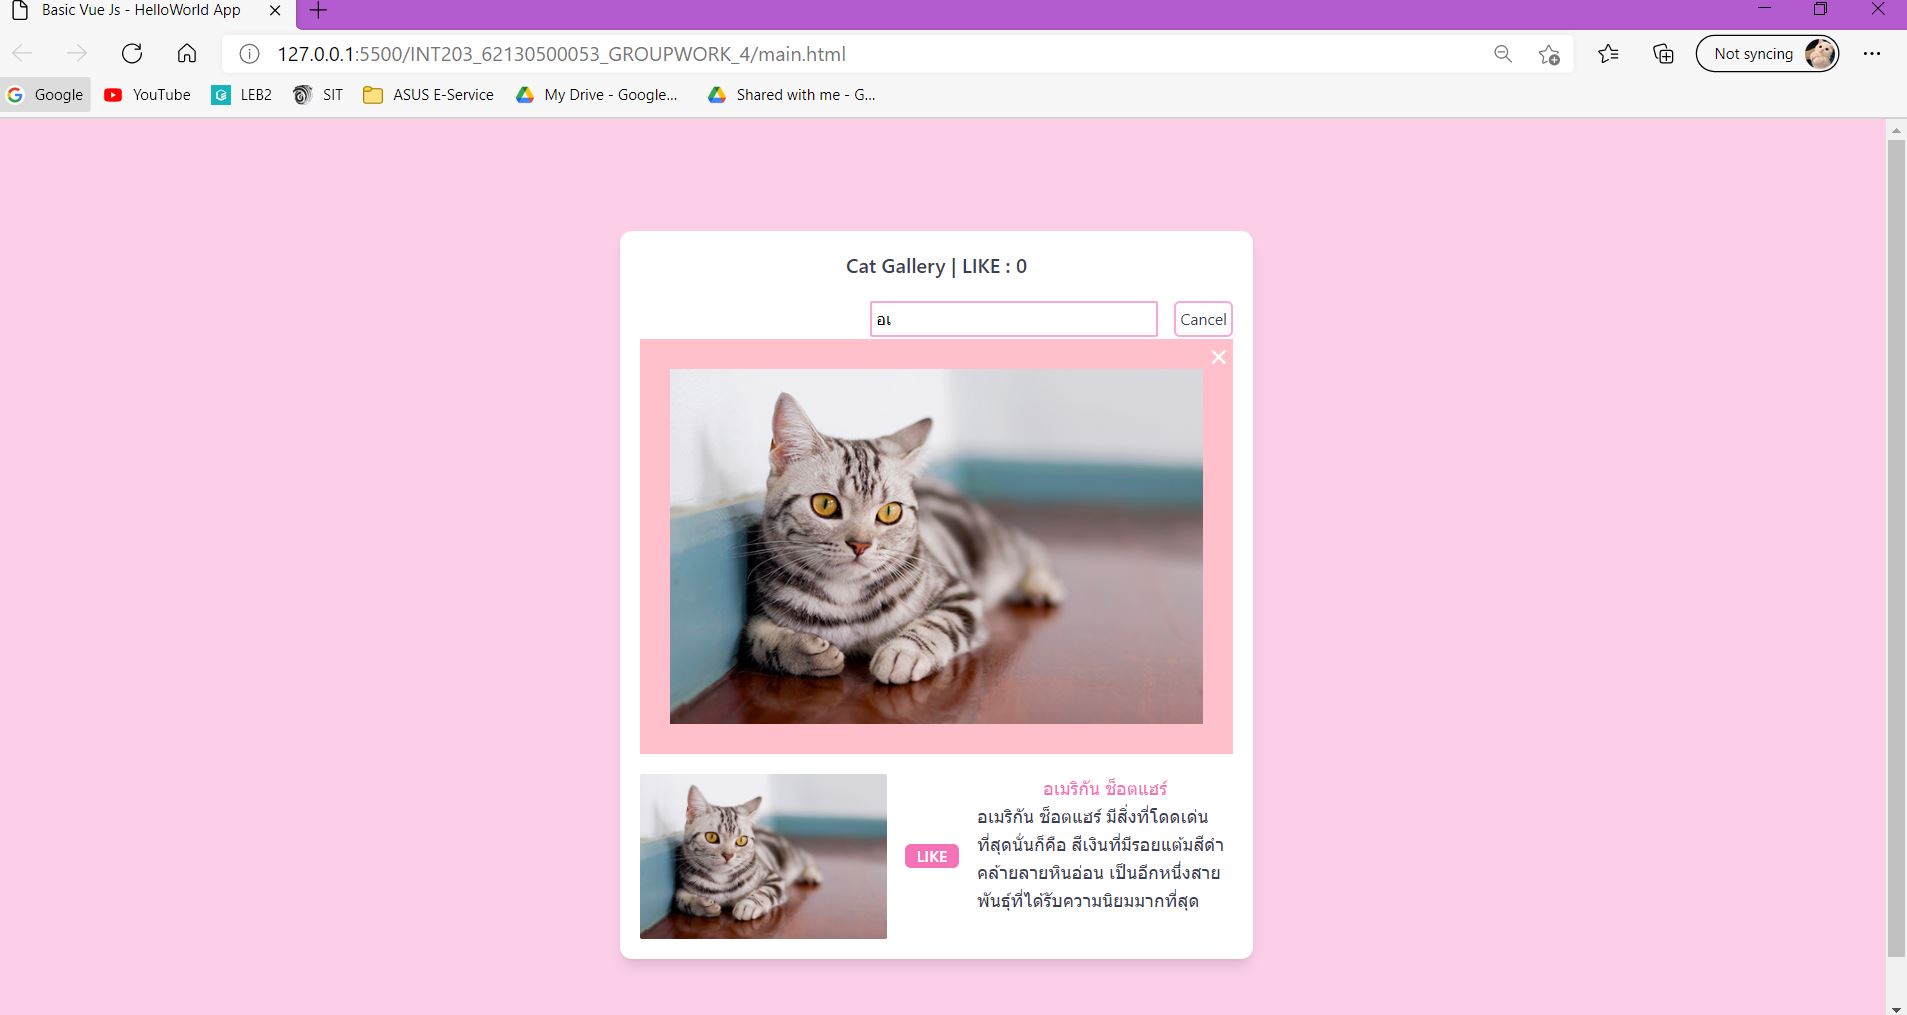 Basic Vue Js - HelloWorld App
127.0.0.1:5500/INT203_62130500053_GROUPWORK_4/main.html
Not syncing
Google YouTube LEB2 SIT ASUS E-Service My Drive - Google... Shared with me - G...
Cat Gallery | LIKE : 0
อเ Cancel
อเมริกัน ช็อตแฮร์
อเมริกัน ช็อตแฮร์ มีสิ่งที่โดดเด่น
ที่สุดนั่นก็คือ สีเงินที่มีรอยแต้มสีดำ
LIKE
คล้ายลายหินอ่อน เป็นอีกหนึ่งสาย
พันธุ์ที่ได้รับความนิยมมากที่สุด